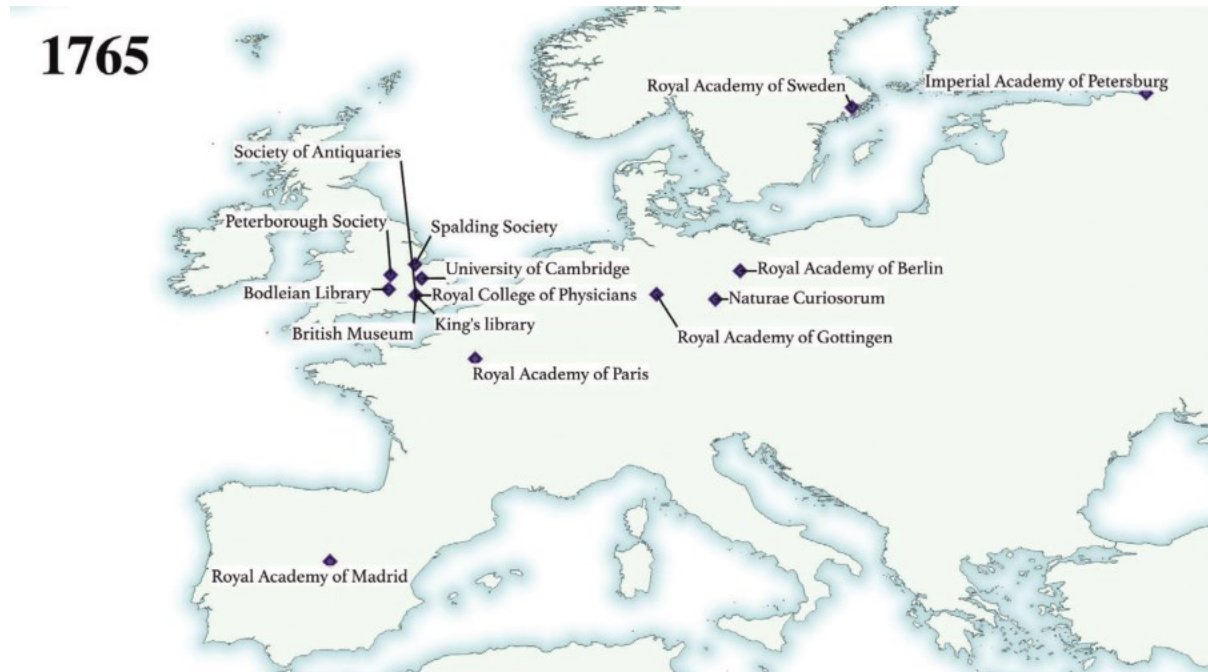 1765
Royal Academy of Sweden
Imperial Academy of Petersburg
Society of Antiquaries
Peterborough Society
Spalding Society
University of Cambridge
Royal Academy of Berlin
Bodleian Library
Royal College of Physicians
Naturae Curiosorum
King's library
British Museum
Royal Academy of Gottingen
Royal Academy of Paris
Royal Academy of Madrid